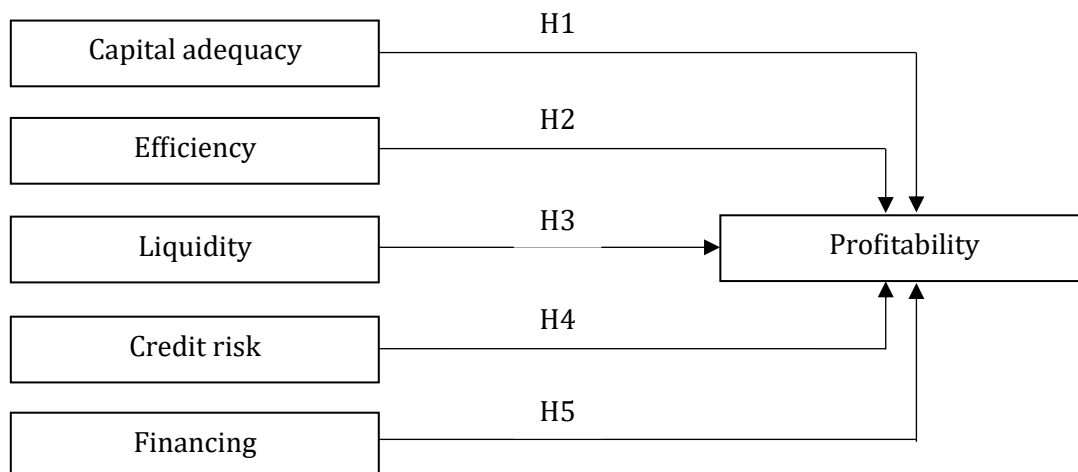 H1
Capital adequacy
H2
Efficiency
H3
Liquidity
Profitability
H4
Credit risk
H5
Financing